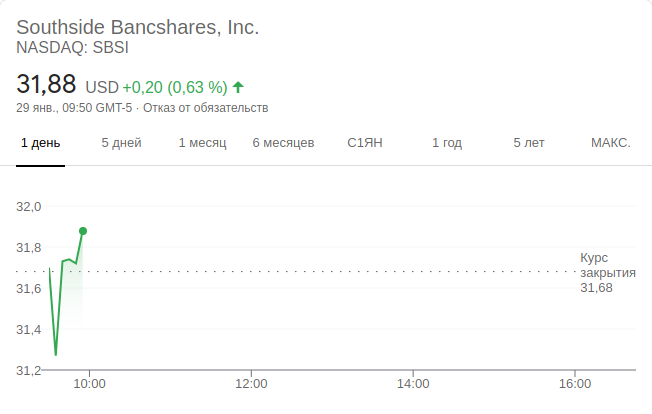 Southside Bancshares, Inc.
NASDAQ: SBSI
31,88 USD +0,20 (0,63 %)
29 янв., 09:50 GMT-5 · Отказ от обязательств
1 день 5 дней 1 месяц 6 месяцев С1ЯН 1 год 5 лет МАКС.
32,0
31,8
Курс
закрытия
31,68
31,6
31,4
31,2
10:00 12:00 14:00 16:00